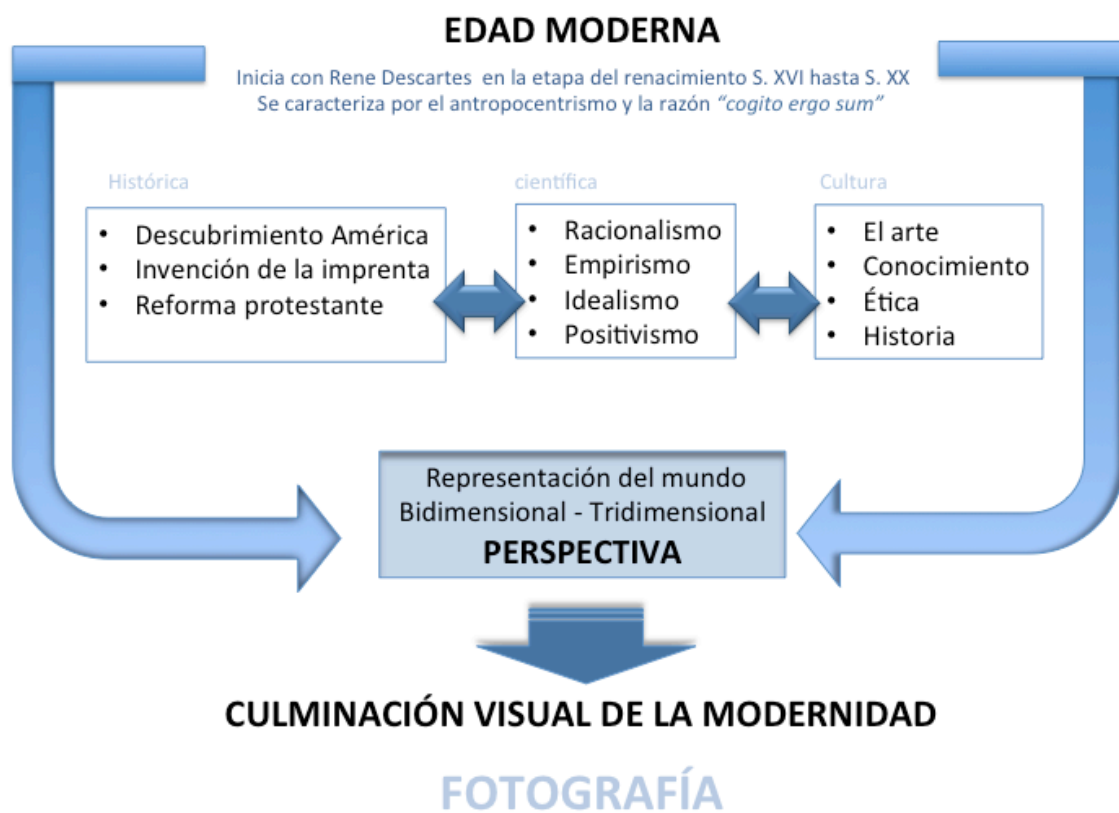 EDAD MODERNA
Inicia con Rene Descartes en la etapa del renacimiento S. XVI hasta S. XX
Se caracteriza por el antropocentrismo y la razón “cogito ergo sum”
Histórica
• Descubrimiento América
• Invención de la imprenta
• Reforma protestante
científica
• Racionalismo
• Empirismo
• Idealismo
• Positivismo
Cultura
• El arte
• Conocimiento
• Ética
• Historia
Representación del mundo
Bidimensional - Tridimensional
PERSPECTIVA
CULMINACIÓN VISUAL DE LA MODERNIDAD
FOTOGRAFÍA